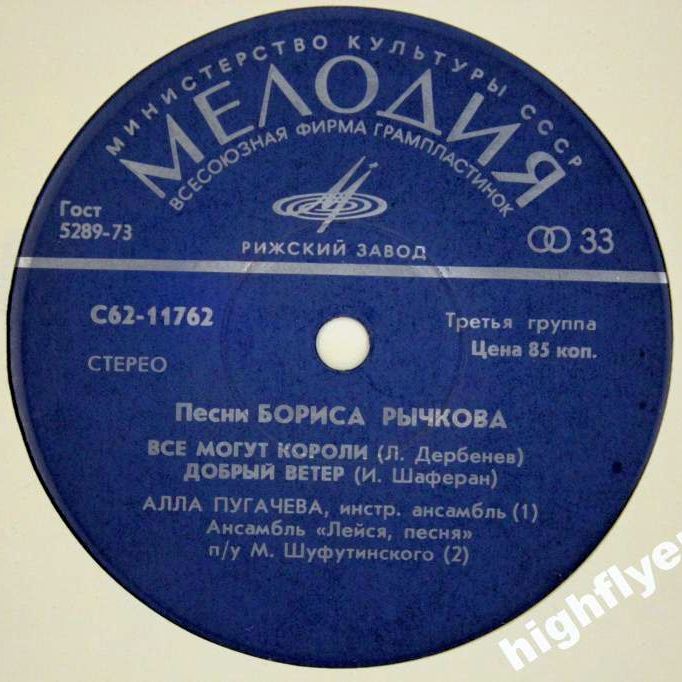 МИНИСТЕРСТВО КУЛЬТУРЫ СССР
МЕЛОДИЯ
ВСЕСОЮЗНАЯ ФИРМА ГРАМПЛАСТИНОК
Гост
5289-73
РИЖСКИЙ ЗАВОД
33
С62-11762
Третья группа
Цена 85 коп.
СТЕРЕО
Песни БОРИСА РЫЧКОВА
ВСЕ МОГУТ КОРОЛИ (Л. Дербенев)
ДОБРЫЙ ВЕТЕР (И. Шаферан)
АЛЛА ПУГАЧЕВА, инстр. ансамбль (1)
Ансамбль «Лейся, песня»
п/у М. Шуфутинского (2)
highflye